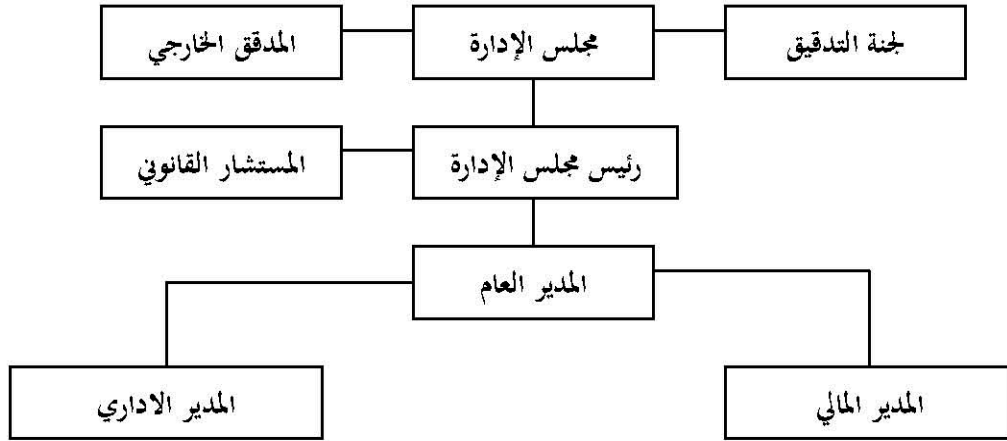 لجنة التدقيق
مجلس الإدارة
المدقق الخارجي
رئيس مجلس الإدارة
المستشار القانوني
المدير العام
المدير المالي
المدير الاداري